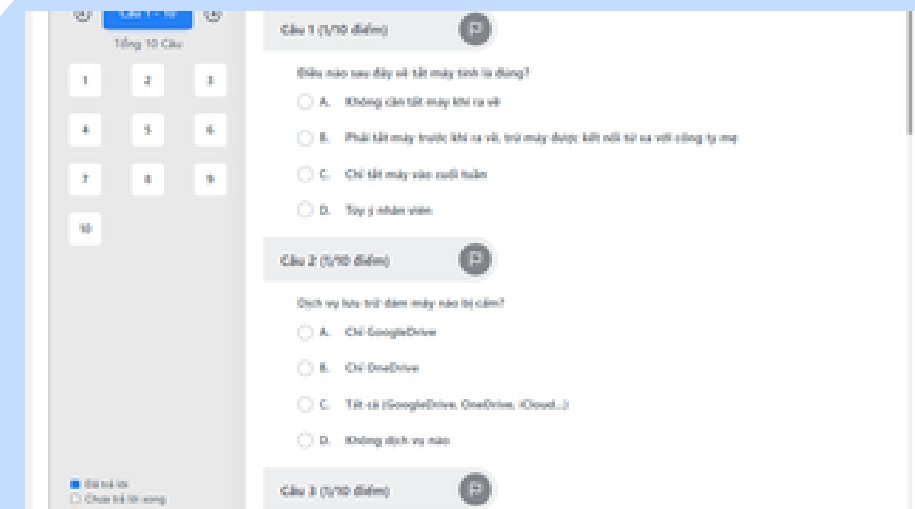 Câu 1 - 10
Tổng 10 Câu
1 2 3
4 5 6
7 8 9
10
Đã trả lời
Chưa trả lời xong
Câu 1 (1/10 điểm)
Điều nào sau đây về tắt máy tính là đúng?
A. Không cần tắt máy khi ra về
B. Phải tắt máy trước khi ra về, trừ máy được kết nối từ xa với công ty mẹ
C. Chỉ tắt máy vào cuối tuần
D. Tùy ý nhân viên
Câu 2 (1/10 điểm)
Dịch vụ lưu trữ đám mây nào bị cấm?
A. Chỉ GoogleDrive
B. Chỉ OneDrive
C. Tất cả (GoogleDrive, OneDrive, iCloud...)
D. Không dịch vụ nào
Câu 3 (1/10 điểm)